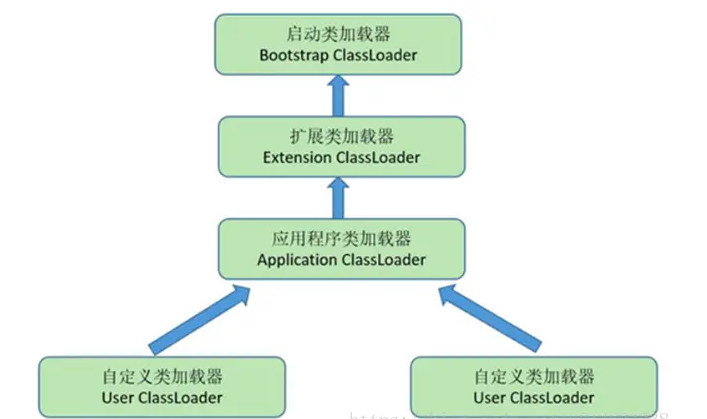 启动类加载器
Bootstrap ClassLoader
扩展类加载器
Extension ClassLoader
应用程序类加载器
Application ClassLoader
自定义类加载器
User ClassLoader
自定义类加载器
User ClassLoader